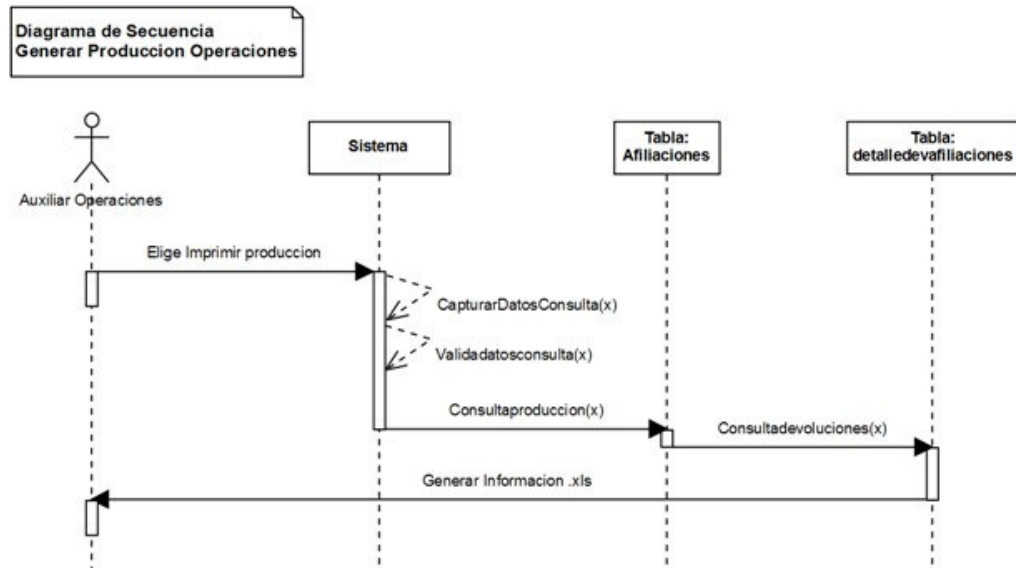 Diagrama de Secuencia
Generar Produccion Operaciones
Auxiliar Operaciones
Sistema
Tabla:
Afiliaciones
Tabla:
detalledevafiliaciones
Elige Imprimir produccion
CapturarDatosConsulta(x)
Validadatosconsulta(x)
Consultaproduccion(x)
Consultadevoluciones(x)
Generar Informacion .xls